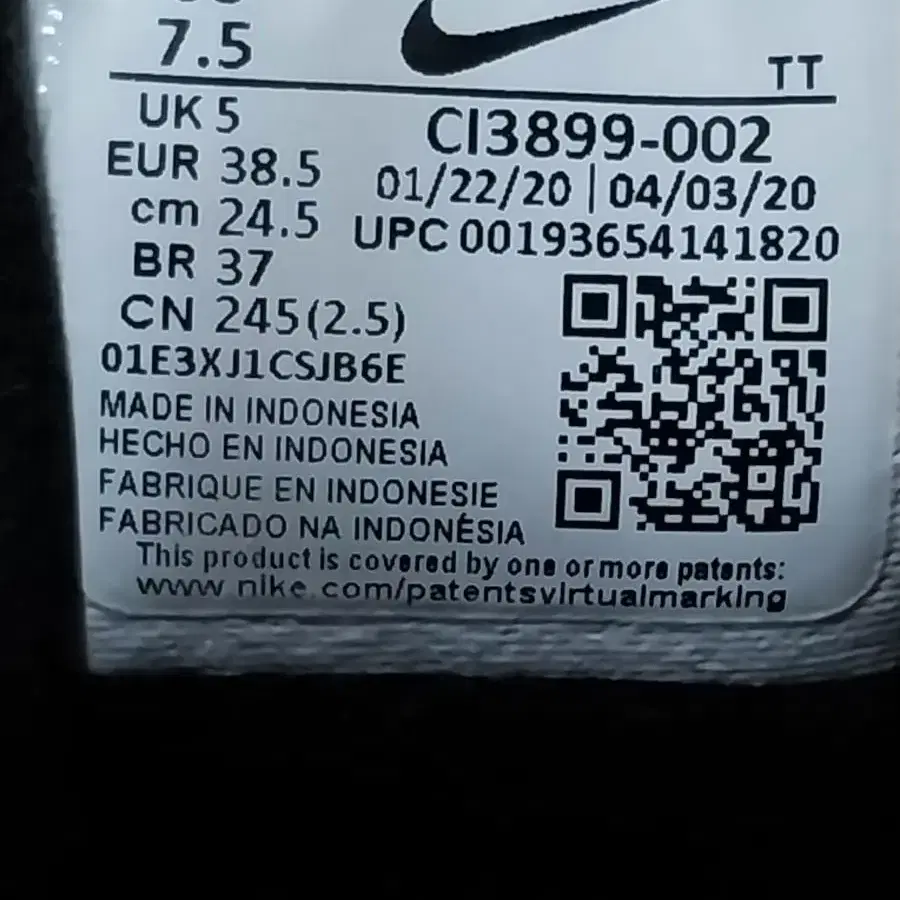 7.5
TT
UK 5
CI3899-002
EUR 38.5
01/22/20 | 04/03/20
cm 24.5
UPC 00193654141820
BR 37
CN 245(2.5)
01E3XJ1CSJB6E
MADE IN INDONESIA
HECHO EN INDONESIA
FABRIQUE EN INDONESIE
FABRICADO NA INDONÉSIA
This product is covered by one or more patents:
www.nike.com/patentsvirtualmarking